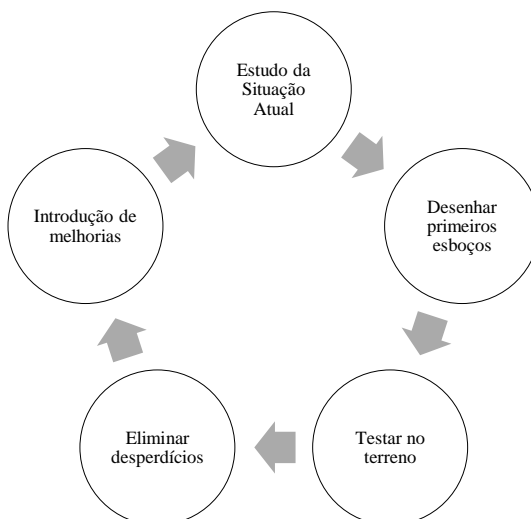 Estudo da
Situação
Atual
Desenhar
primeiros
esboços
Testar no
terreno
Eliminar
desperdícios
Introdução de
melhorias